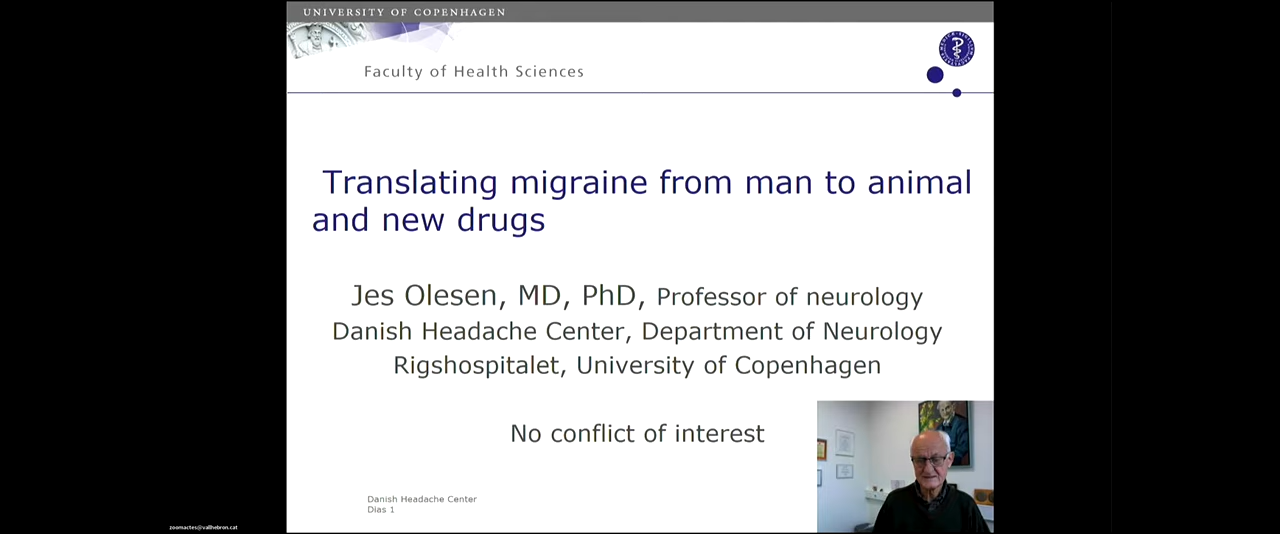 UNIVERSITY OF COPENHAGEN
Faculty of Health Sciences
Translating migraine from man to animal
and new drugs
Jes Olesen, MD, PhD, Professor of neurology
Danish Headache Center, Department of Neurology
Rigshospitalet, University of Copenhagen
No conflict of interest
Danish Headache Center
Dias 1
zoomactes@vallhebron.cat